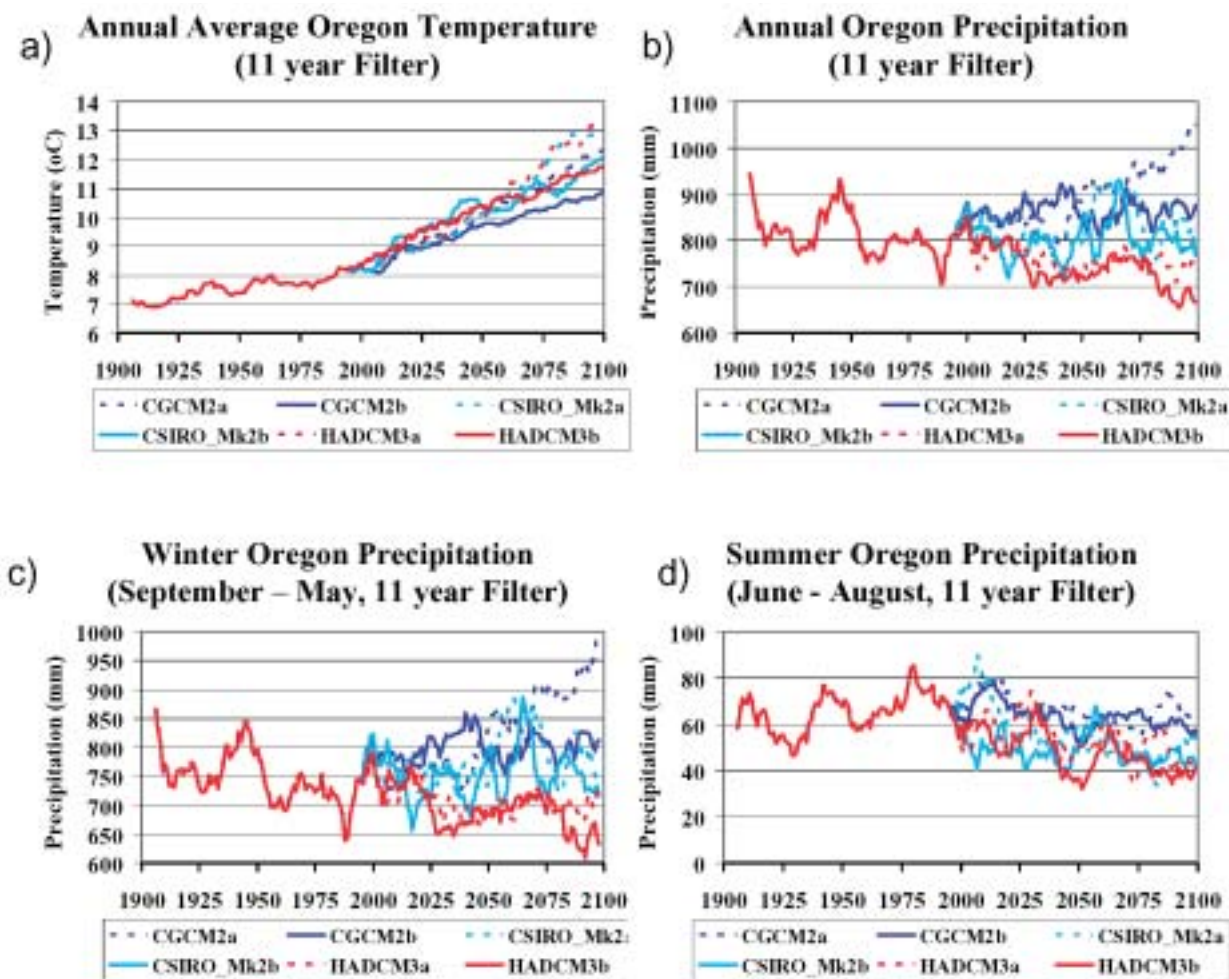 a)
Annual Average Oregon Temperature
(11 year Filter)
Temperature (oC)
14
13
12
11
10
9
8
7
6
1900 1925 1950 1975 2000 2025 2050 2075 2100
CGCM2a CGCM2b CSIRO_Mk2a
CSIRO_Mk2b HADCM3a HADCM3b
b)
Annual Oregon Precipitation
(11 year Filter)
Precipitation (mm)
1100
1000
900
800
700
600
1900 1925 1950 1975 2000 2025 2050 2075 2100
CGCM2a CGCM2b CSIRO_Mk2a
CSIRO_Mk2b HADCM3a HADCM3b
c)
Winter Oregon Precipitation
(September – May, 11 year Filter)
Precipitation (mm)
1000
950
900
850
800
750
700
650
600
1900 1925 1950 1975 2000 2025 2050 2075 2100
CGCM2a CGCM2b CSIRO_Mk2
CSIRO_Mk2b HADCM3a HADCM3b
d)
Summer Oregon Precipitation
(June - August, 11 year Filter)
Precipitation (mm)
100
80
60
40
20
0
1900 1925 1950 1975 2000 2025 2050 2075 2100
CGCM2a CGCM2b CSIRO_Mk2a
CSIRO_Mk2b HADCM3a HADCM3b